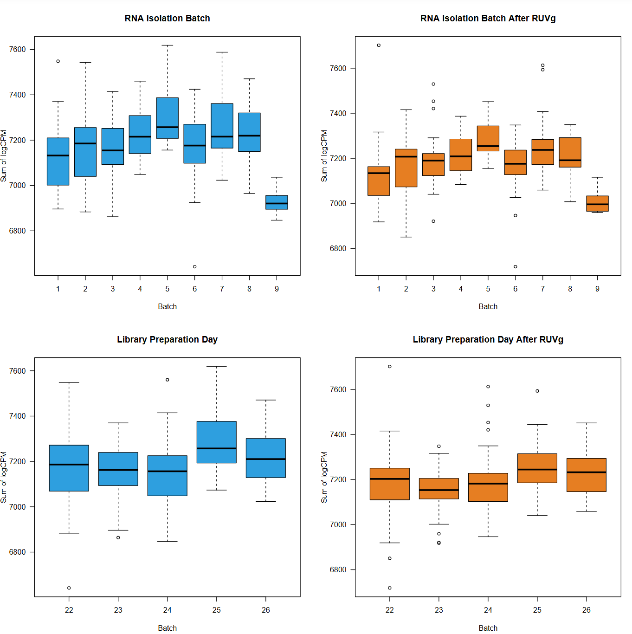 RNA Isolation Batch
7600
7400
7200
7000
6800
Sum of logCPM
1 2 3 4 5 6 7 8 9
Batch
RNA Isolation Batch After RUVg
7600
7400
7200
7000
6800
Sum of logCPM
1 2 3 4 5 6 7 8 9
Batch
Library Preparation Day
7600
7400
7200
7000
6800
Sum of logCPM
22 23 24 25 26
Batch
Library Preparation Day After RUVg
7600
7400
7200
7000
6800
Sum of logCPM
22 23 24 25 26
Batch